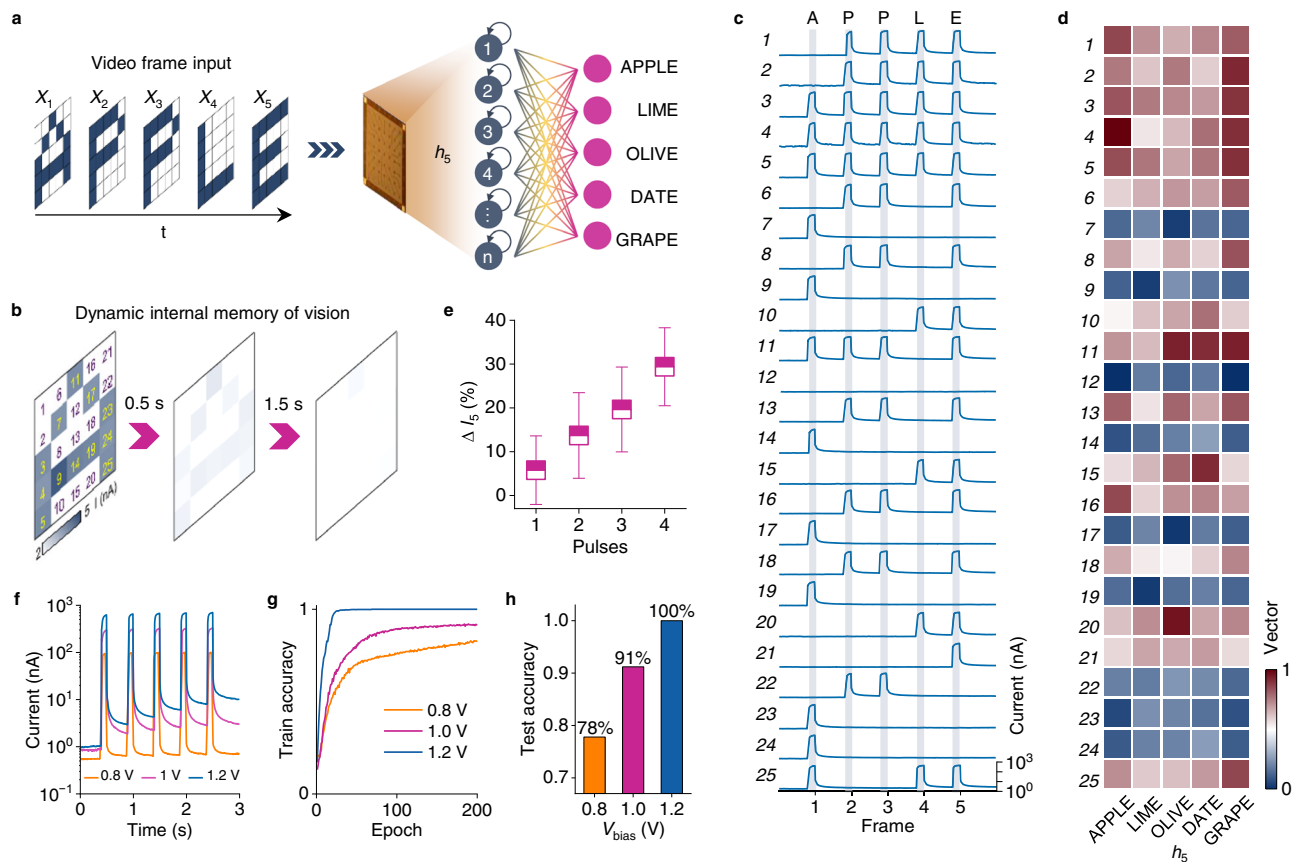 a
Video frame input
X1 X2 X3 X4 X5
t
h5
1
2
3
4
⋮
n
APPLE
LIME
OLIVE
DATE
GRAPE
b
Dynamic internal memory of vision
1 6 11 16 21
2 7 12 17 22
3 8 13 18 23
4 9 14 19 24
5 10 15 20 25
2 5 I (nA)
0.5 s
1.5 s
e
Δ I5 (%)
40
30
20
10
0
1 2 3 4
Pulses
f
Current (nA)
10³
10²
10¹
10⁰
10⁻¹
0.8 V 1 V 1.2 V
0 1 2 3
Time (s)
g
Train accuracy
1
0
0.8 V
1.0 V
1.2 V
0 100 200
Epoch
h
Test accuracy
1.0
0.9
0.8
0.7
78%
91%
100%
0.8 1.0 1.2
Vbias (V)
c
A P P L E
1
2
3
4
5
6
7
8
9
10
11
12
13
14
15
16
17
18
19
20
21
22
23
24
25
Current (nA)
10³
10⁰
1 2 3 4 5
Frame
d
1
2
3
4
5
6
7
8
9
10
11
12
13
14
15
16
17
18
19
20
21
22
23
24
25
APPLE LIME OLIVE DATE GRAPE
h5
Vector
1
0